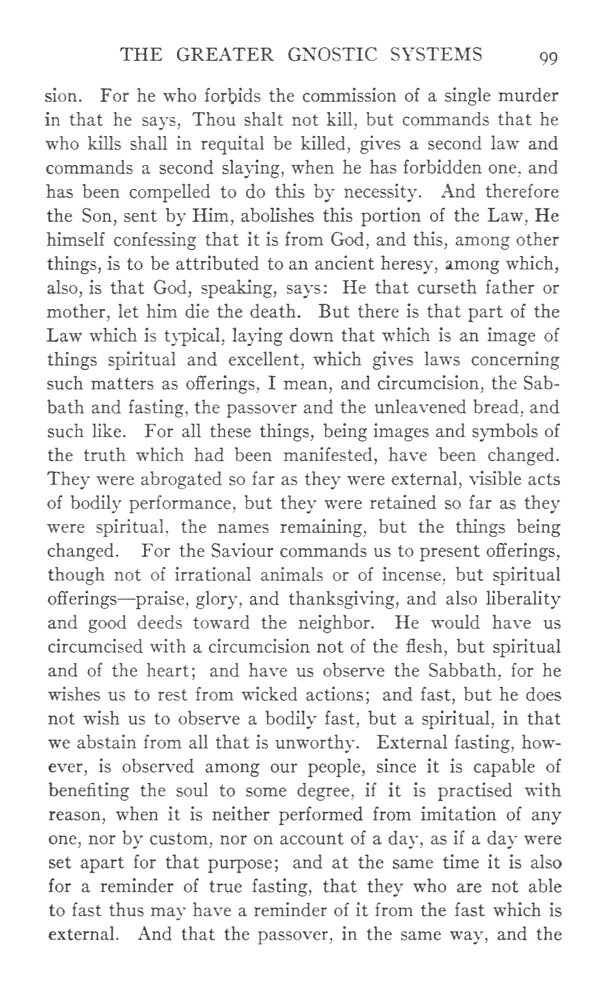 THE GREATER GNOSTIC SYSTEMS 99
sion. For he who forbids the commission of a single murder
in that he says, Thou shalt not kill, but commands that he
who kills shall in requital be killed, gives a second law and
commands a second slaying, when he has forbidden one, and
has been compelled to do this by necessity. And therefore
the Son, sent by Him, abolishes this portion of the Law, He
himself confessing that it is from God, and this, among other
things, is to be attributed to an ancient heresy, among which,
also, is that God, speaking, says: He that curseth father or
mother, let him die the death. But there is that part of the
Law which is typical, laying down that which is an image of
things spiritual and excellent, which gives laws concerning
such matters as offerings, I mean, and circumcision, the Sab-
bath and fasting, the passover and the unleavened bread, and
such like. For all these things, being images and symbols of
the truth which had been manifested, have been changed.
They were abrogated so far as they were external, visible acts
of bodily performance, but they were retained so far as they
were spiritual, the names remaining, but the things being
changed. For the Saviour commands us to present offerings,
though not of irrational animals or of incense, but spiritual
offerings—praise, glory, and thanksgiving, and also liberality
and good deeds toward the neighbor. He would have us
circumcised with a circumcision not of the flesh, but spiritual
and of the heart; and have us observe the Sabbath, for he
wishes us to rest from wicked actions; and fast, but he does
not wish us to observe a bodily fast, but a spiritual, in that
we abstain from all that is unworthy. External fasting, how-
ever, is observed among our people, since it is capable of
benefiting the soul to some degree, if it is practised with
reason, when it is neither performed from imitation of any
one, nor by custom, nor on account of a day, as if a day were
set apart for that purpose; and at the same time it is also
for a reminder of true fasting, that they who are not able
to fast thus may have a reminder of it from the fast which is
external. And that the passover, in the same way, and the